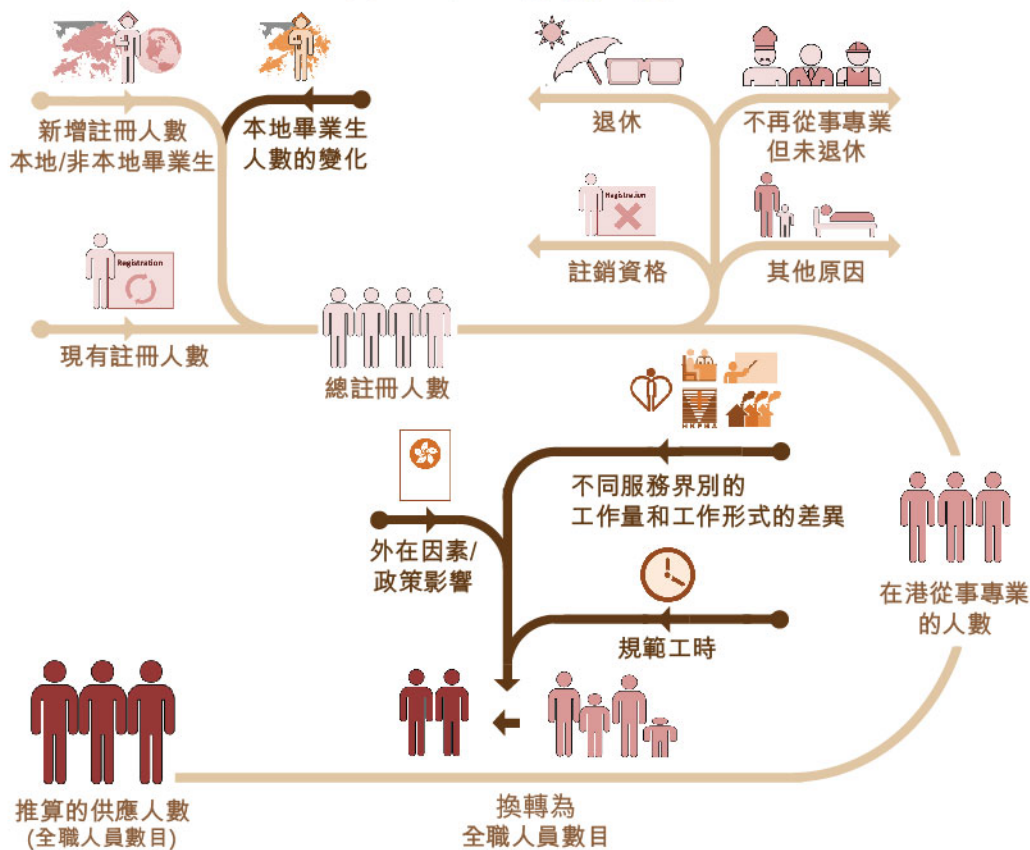 新增註冊人數
本地/非本地畢業生
本地畢業生
人數的變化
退休
不再從事專業
但未退休
Registration
註銷資格
其他原因
Registration
現有註冊人數
總註冊人數
HKPHA
不同服務界別的
工作量和工作形式的差異
外在因素/
政策影響
規範工時
在港從事專業
的人數
推算的供應人數
(全職人員數目)
換轉為
全職人員數目